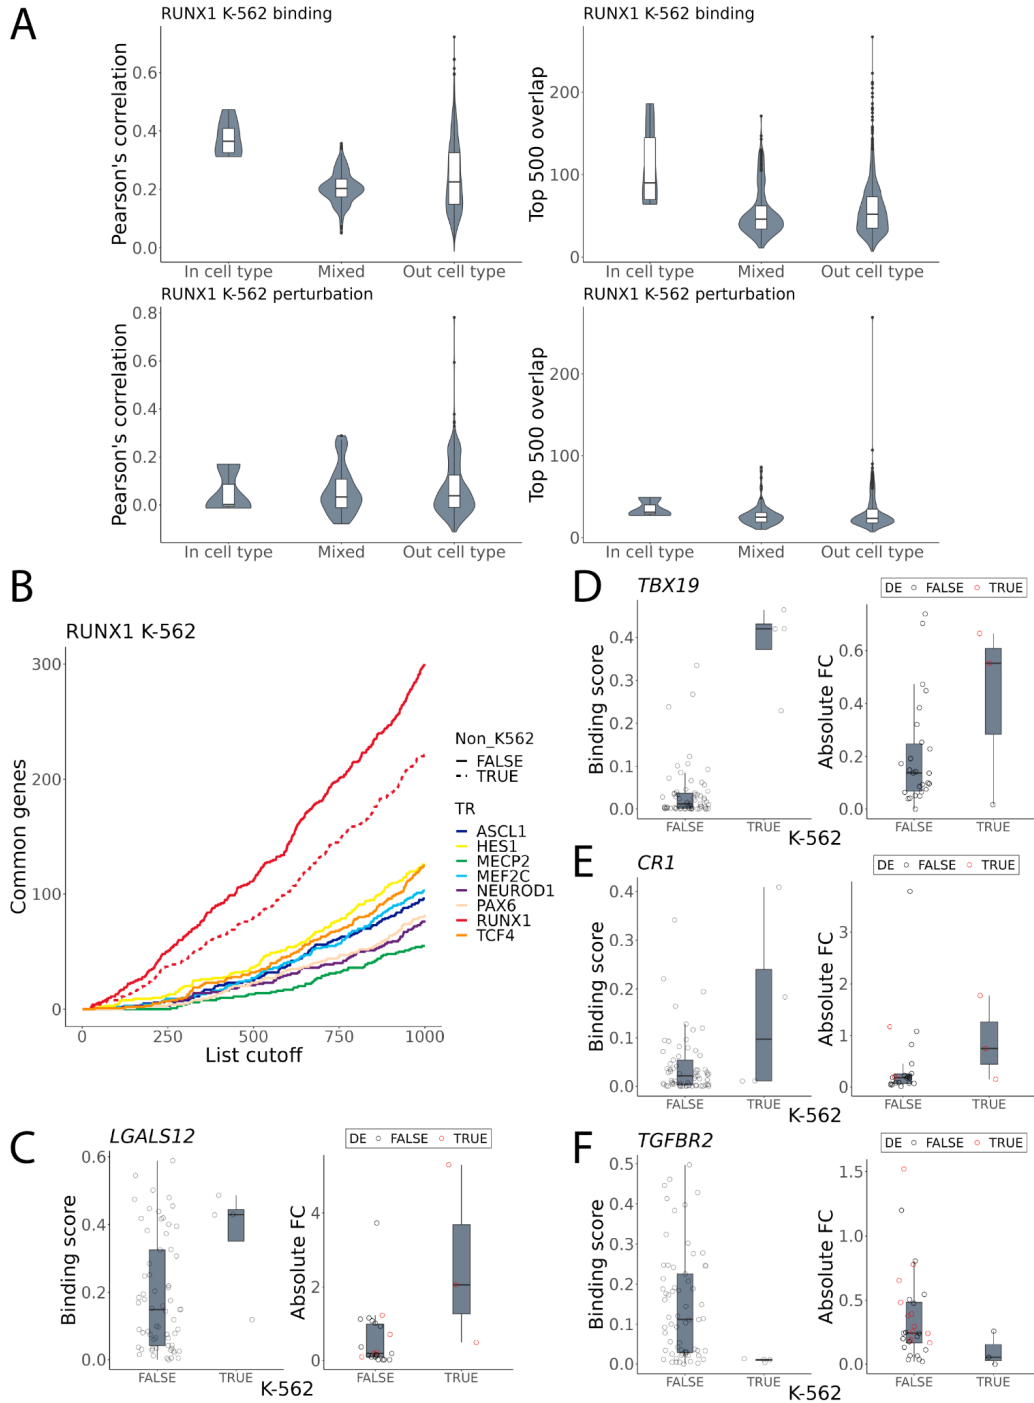 A
RUNX1 K-562 binding
Pearson's correlation
0.6
0.4
0.2
0.0
In cell type Mixed Out cell type
RUNX1 K-562 binding
Top 500 overlap
200
100
0
In cell type Mixed Out cell type
RUNX1 K-562 perturbation
Pearson's correlation
0.8
0.6
0.4
0.2
0.0
In cell type Mixed Out cell type
RUNX1 K-562 perturbation
Top 500 overlap
200
100
0
In cell type Mixed Out cell type
B
RUNX1 K-562
Common genes
300
200
100
0
0 250 500 750 1000
List cutoff
Non_K562
FALSE
TRUE
TR
ASCL1
HES1
MECP2
MEF2C
NEUROD1
PAX6
RUNX1
TCF4
C
LGALS12
DE FALSE TRUE
Binding score
0.6
0.4
0.2
0.0
FALSE TRUE
Absolute FC
4
2
0
FALSE TRUE
K-562
D
TBX19
DE FALSE TRUE
Binding score
0.4
0.3
0.2
0.1
0.0
FALSE TRUE
Absolute FC
0.6
0.4
0.2
0.0
FALSE TRUE
K-562
E
CR1
DE FALSE TRUE
Binding score
0.4
0.3
0.2
0.1
0.0
FALSE TRUE
Absolute FC
3
2
1
0
FALSE TRUE
K-562
F
TGFBR2
DE FALSE TRUE
Binding score
0.5
0.4
0.3
0.2
0.1
0.0
FALSE TRUE
Absolute FC
1.5
1.0
0.5
0.0
FALSE TRUE
K-562